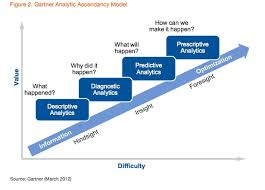 Figure 2. Gartner Analytic Ascendancy Model
How can we
make it happen?
What will
happen?
Prescriptive
Analytics
Why did it
happen?
Predictive
Analytics
What
happened?
Diagnostic
Analytics
Descriptive
Analytics
Value
Information
Optimization
Hindsight
Insight
Foresight
Difficulty
Source: Gartner (March 2012)